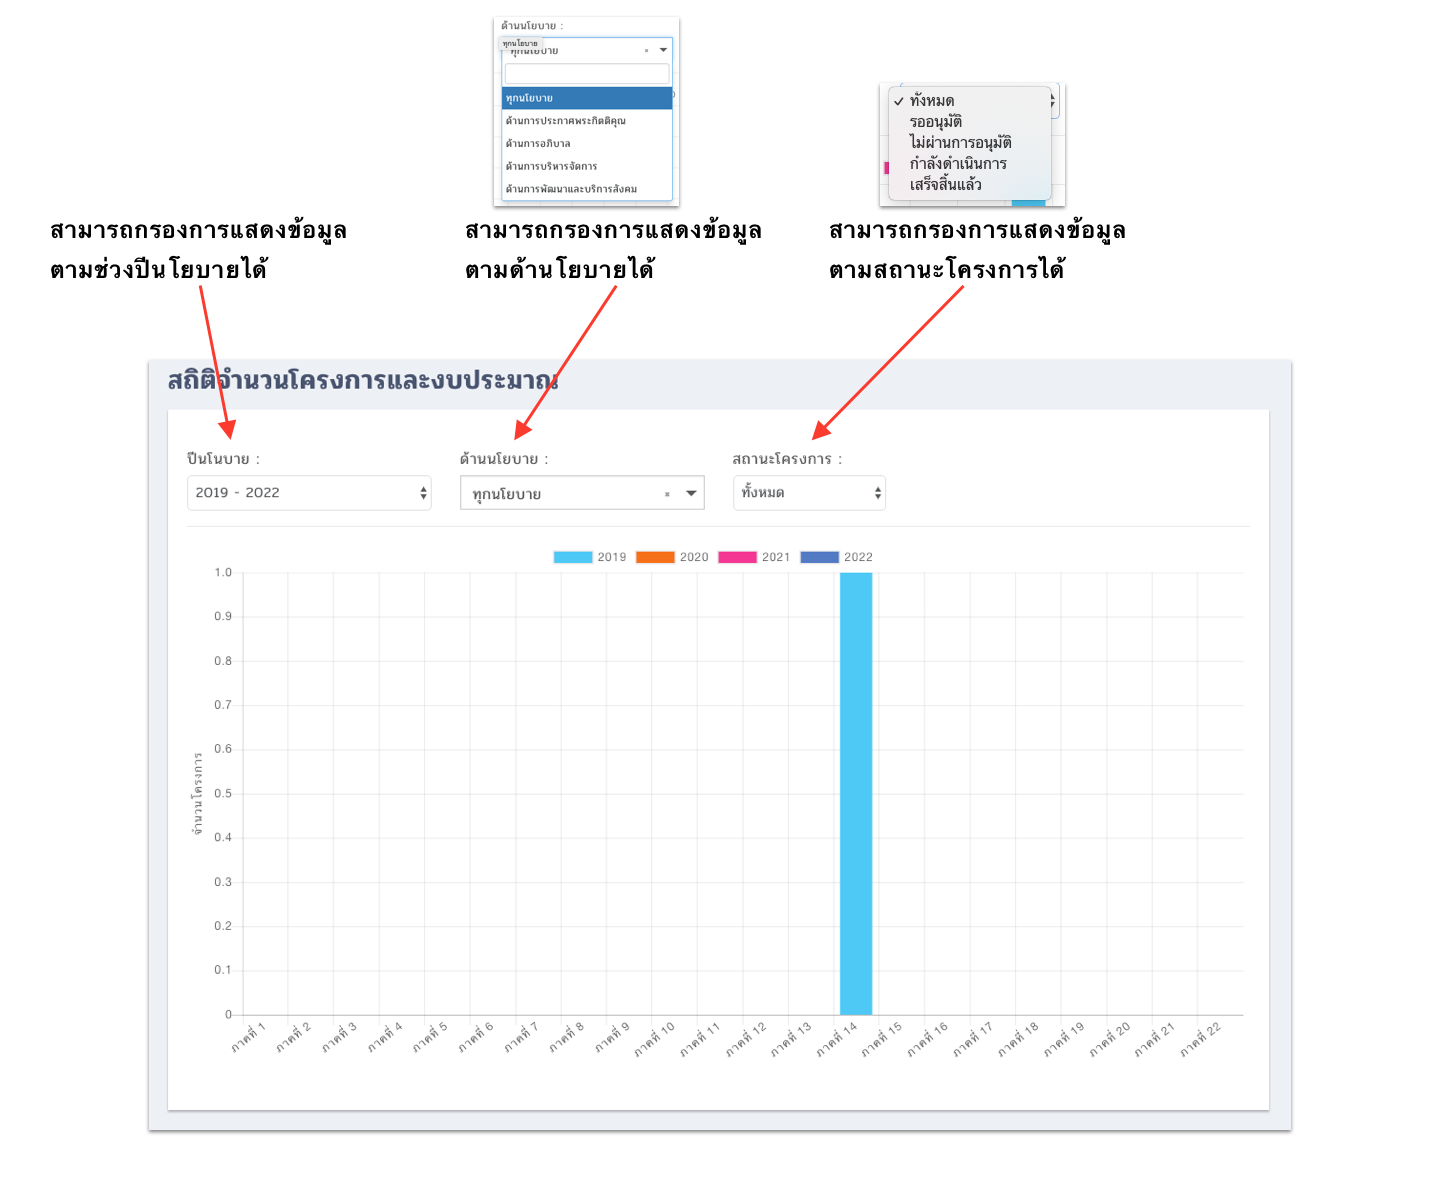 ด้านนโยบาย :
ทุกนโยบาย
ทุกนโยบาย
ทุกนโยบาย
ด้านการประกาศพระกิตติคุณ
ด้านการอภิบาล
ด้านการบริหารจัดการ
ด้านการพัฒนาและบริการสังคม
✓ ทั้งหมด
รออนุมัติ
ไม่ผ่านการอนุมัติ
กำลังดำเนินการ
เสร็จสิ้นแล้ว
สามารถกรองการแสดงข้อมูล
ตามช่วงปีนโยบายได้
สามารถกรองการแสดงข้อมูล
ตามด้านโยบายได้
สามารถกรองการแสดงข้อมูล
ตามสถานะโครงการได้
สถิติจำนวนโครงการและงบประมาณ
ปีนโนบาย :
2019 - 2022
ด้านนโยบาย :
ทุกนโยบาย ×
สถานะโครงการ :
ทั้งหมด
2019 2020 2021 2022
จำนวนโครงการ
1.0
0.9
0.8
0.7
0.6
0.5
0.4
0.3
0.2
0.1
0
ภาคที่ 1 ภาคที่ 2 ภาคที่ 3 ภาคที่ 4 ภาคที่ 5 ภาคที่ 6 ภาคที่ 7 ภาคที่ 8 ภาคที่ 9 ภาคที่ 10 ภาคที่ 11 ภาคที่ 12 ภาคที่ 13 ภาคที่ 14 ภาคที่ 15 ภาคที่ 16 ภาคที่ 17 ภาคที่ 18 ภาคที่ 19 ภาคที่ 20 ภาคที่ 21 ภาคที่ 22